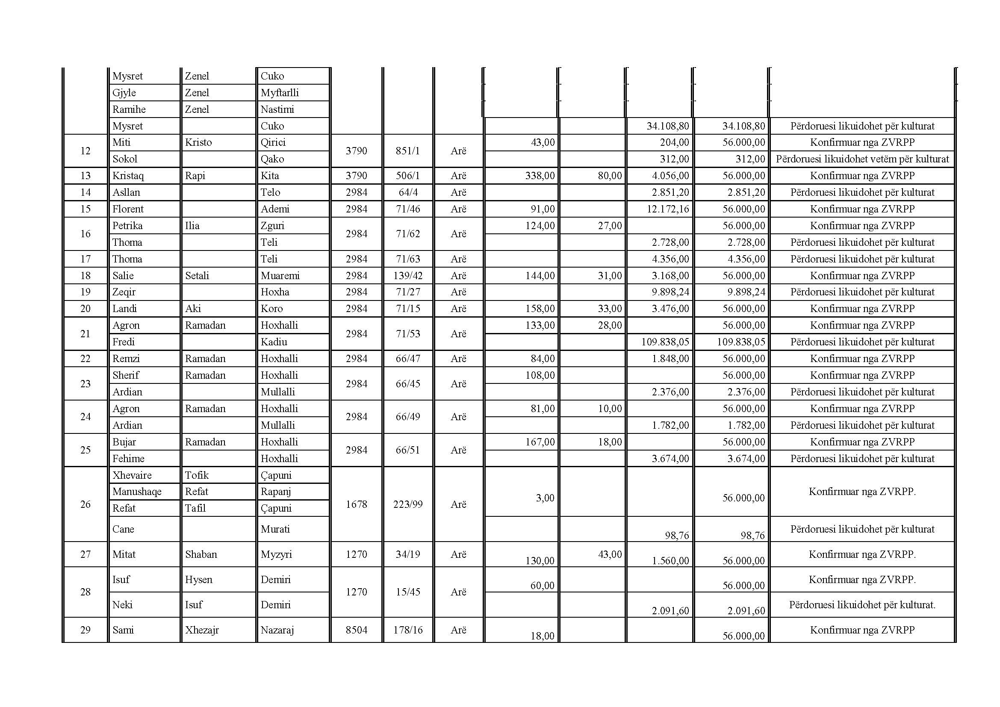 Mysret Zenel Cuko
Gjyle Zenel Myftarlli
Ramihe Zenel Nastimi
Mysret Cuko 34.108,80 34.108,80 Përdoruesi likuidohet për kulturat
12 Miti Kristo Qirici 3790 851/1 Arë 43,00 204,00 56.000,00 Konfirmuar nga ZVRPP
Sokol Qako 312,00 312,00 Përdoruesi likuidohet vetëm për kulturat
13 Kristaq Rapi Kita 3790 506/1 Arë 338,00 80,00 4.056,00 56.000,00 Konfirmuar nga ZVRPP
14 Asllan Telo 2984 64/4 Arë 2.851,20 2.851,20 Përdoruesi likuidohet për kulturat
15 Florent Ademi 2984 71/46 Arë 91,00 12.172,16 56.000,00 Konfirmuar nga ZVRPP
16 Petrika Ilia Zguri 2984 71/62 Arë 124,00 27,00 56.000,00 Konfirmuar nga ZVRPP
Thoma Teli 2.728,00 2.728,00 Përdoruesi likuidohet për kulturat
17 Thoma Teli 2984 71/63 Arë 4.356,00 4.356,00 Përdoruesi likuidohet për kulturat
18 Salie Setali Muaremi 2984 139/42 Arë 144,00 31,00 3.168,00 56.000,00 Konfirmuar nga ZVRPP
19 Zeqir Hoxha 2984 71/27 Arë 9.898,24 9.898,24 Përdoruesi likuidohet për kulturat
20 Landi Aki Koro 2984 71/15 Arë 158,00 33,00 3.476,00 56.000,00 Konfirmuar nga ZVRPP
21 Agron Ramadan Hoxhalli 2984 71/53 Arë 133,00 28,00 56.000,00 Konfirmuar nga ZVRPP
Fredi Kadiu 109.838,05 109.838,05 Përdoruesi likuidohet për kulturat
22 Remzi Ramadan Hoxhalli 2984 66/47 Arë 84,00 1.848,00 56.000,00 Konfirmuar nga ZVRPP
23 Sherif Ramadan Hoxhalli 2984 66/45 Arë 108,00 56.000,00 Konfirmuar nga ZVRPP
Ardian Mullalli 2.376,00 2.376,00 Përdoruesi likuidohet për kulturat
24 Agron Ramadan Hoxhalli 2984 66/49 Arë 81,00 10,00 56.000,00 Konfirmuar nga ZVRPP
Ardian Mullalli 1.782,00 1.782,00 Përdoruesi likuidohet për kulturat
25 Bujar Ramadan Hoxhalli 2984 66/51 Arë 167,00 18,00 56.000,00 Konfirmuar nga ZVRPP
Fehime Hoxhalli 3.674,00 3.674,00 Përdoruesi likuidohet për kulturat
26 Xhevaire Tofik Çapuni 1678 223/99 Arë 3,00 56.000,00 Konfirmuar nga ZVRPP.
Manushaqe Refat Rapanj
Refat Tafil Çapuni
Cane Murati 98,76 98,76 Përdoruesi likuidohet për kulturat
27 Mitat Shaban Myzyri 1270 34/19 Arë 130,00 43,00 1.560,00 56.000,00 Konfirmuar nga ZVRPP.
28 Isuf Hysen Demiri 1270 15/45 Arë 60,00 56.000,00 Konfirmuar nga ZVRPP.
Neki Isuf Demiri 2.091,60 2.091,60 Përdoruesi likuidohet për kulturat.
29 Sami Xhezajr Nazaraj 8504 178/16 Arë 18,00 56.000,00 Konfirmuar nga ZVRPP